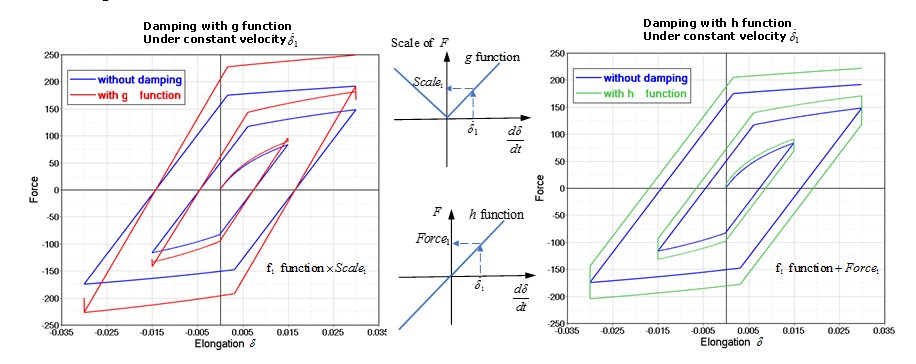 Damping with g function
Under constant velocity δ̇₁
without damping
with g function
Force
250
200
150
100
50
0
-50
-100
-150
-200
-250
-0.035
-0.025
-0.015
-0.005
0.005
0.015
0.025
0.035
Elongation δ
f₁ function × Scale₁
Scale of F
g function
Scale₁
δ̇₁
dδ
dt
F
h function
Force₁
δ̇₁
dδ
dt
Damping with h function
Under constant velocity δ̇₁
without damping
with h function
Force
250
200
150
100
50
0
-50
-100
-150
-200
-250
-0.035
-0.025
-0.015
-0.005
0.005
0.015
0.025
0.035
Elongation δ
f₁ function + Force₁